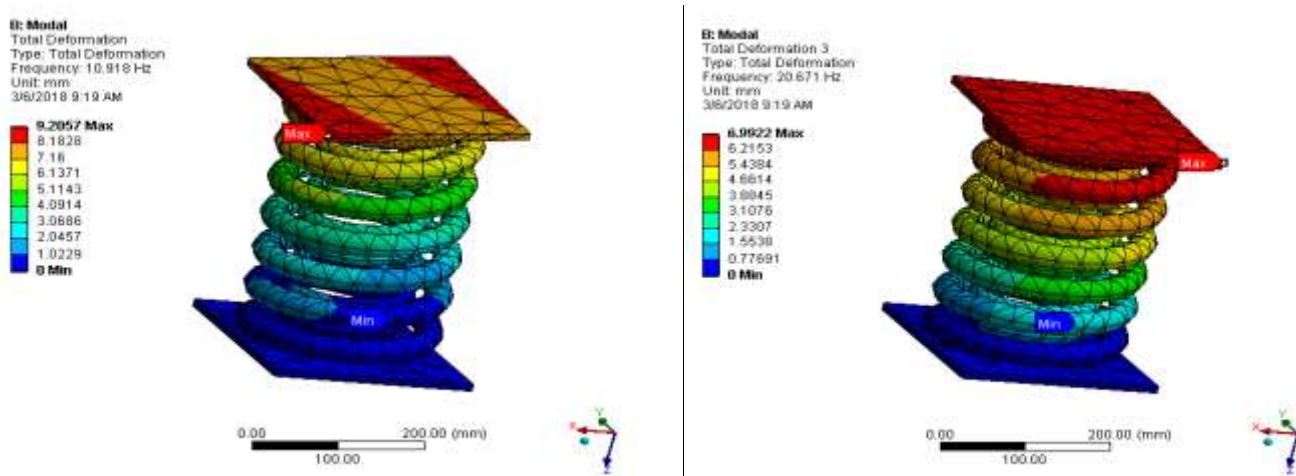 B: Modal
Total Deformation
Type: Total Deformation
Frequency: 10.918 Hz
Unit: mm
3/6/2018 9:19 AM
9.2057 Max
8.1828
7.16
6.1371
5.1143
4.0914
3.0686
2.0457
1.0229
0 Min
Max
Min
0.00
200.00 (mm)
100.00
X
Y
Z
B: Modal
Total Deformation 3
Type: Total Deformation
Frequency: 20.671 Hz
Unit: mm
3/6/2018 9:19 AM
6.9922 Max
6.2153
5.4384
4.6614
3.8845
3.1076
2.3307
1.5538
0.77691
0 Min
Max
Min
0.00
200.00 (mm)
100.00
X
Y
Z